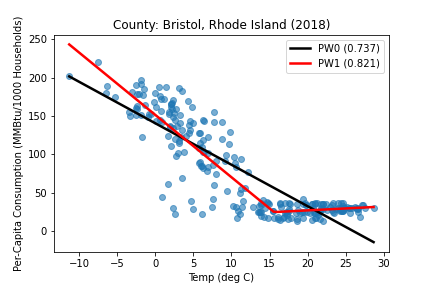 County: Bristol, Rhode Island (2018)
PW0 (0.737)
PW1 (0.821)
Per-Capita Consumption (MMBtu/1000 Households)
250
200
150
100
50
0
−10 −5 0 5 10 15 20 25 30
Temp (deg C)